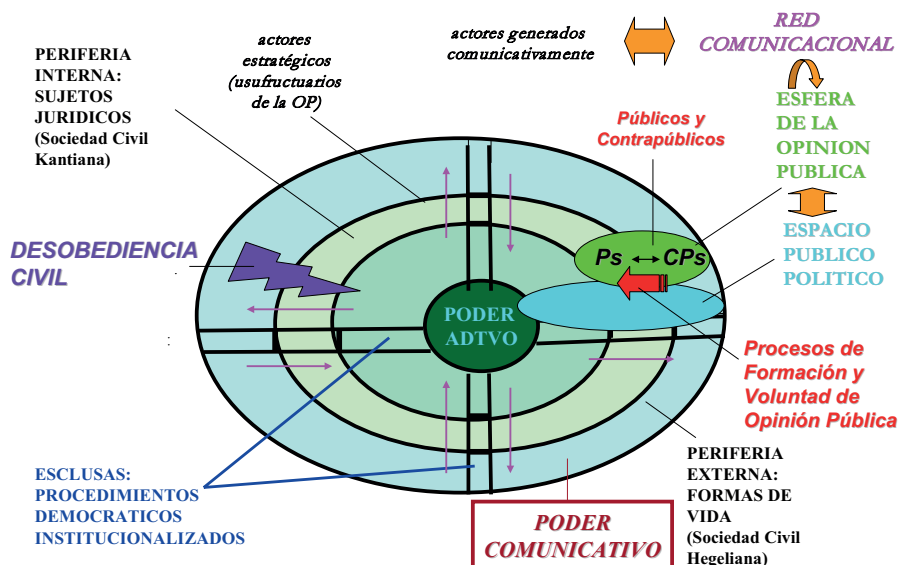 PERIFERIA
INTERNA:
SUJETOS
JURIDICOS
(Sociedad Civil
Kantiana)
actores
estratégicos
(usufructuarios
de la OP)
actores generados
comunicativamente
RED
COMUNICACIONAL
ESFERA
DE LA
OPINION
PUBLICA
Públicos y
Contrapúblicos
ESPACIO
PUBLICO
POLITICO
DESOBEDIENCIA
CIVIL
Ps
CPs
PODER
ADTVO
Procesos de
Formación y
Voluntad de
Opinión Pública
ESCLUSAS:
PROCEDIMIENTOS
DEMOCRATICOS
INSTITUCIONALIZADOS
PODER
COMUNICATIVO
PERIFERIA
EXTERNA:
FORMAS DE
VIDA
(Sociedad Civil
Hegeliana)